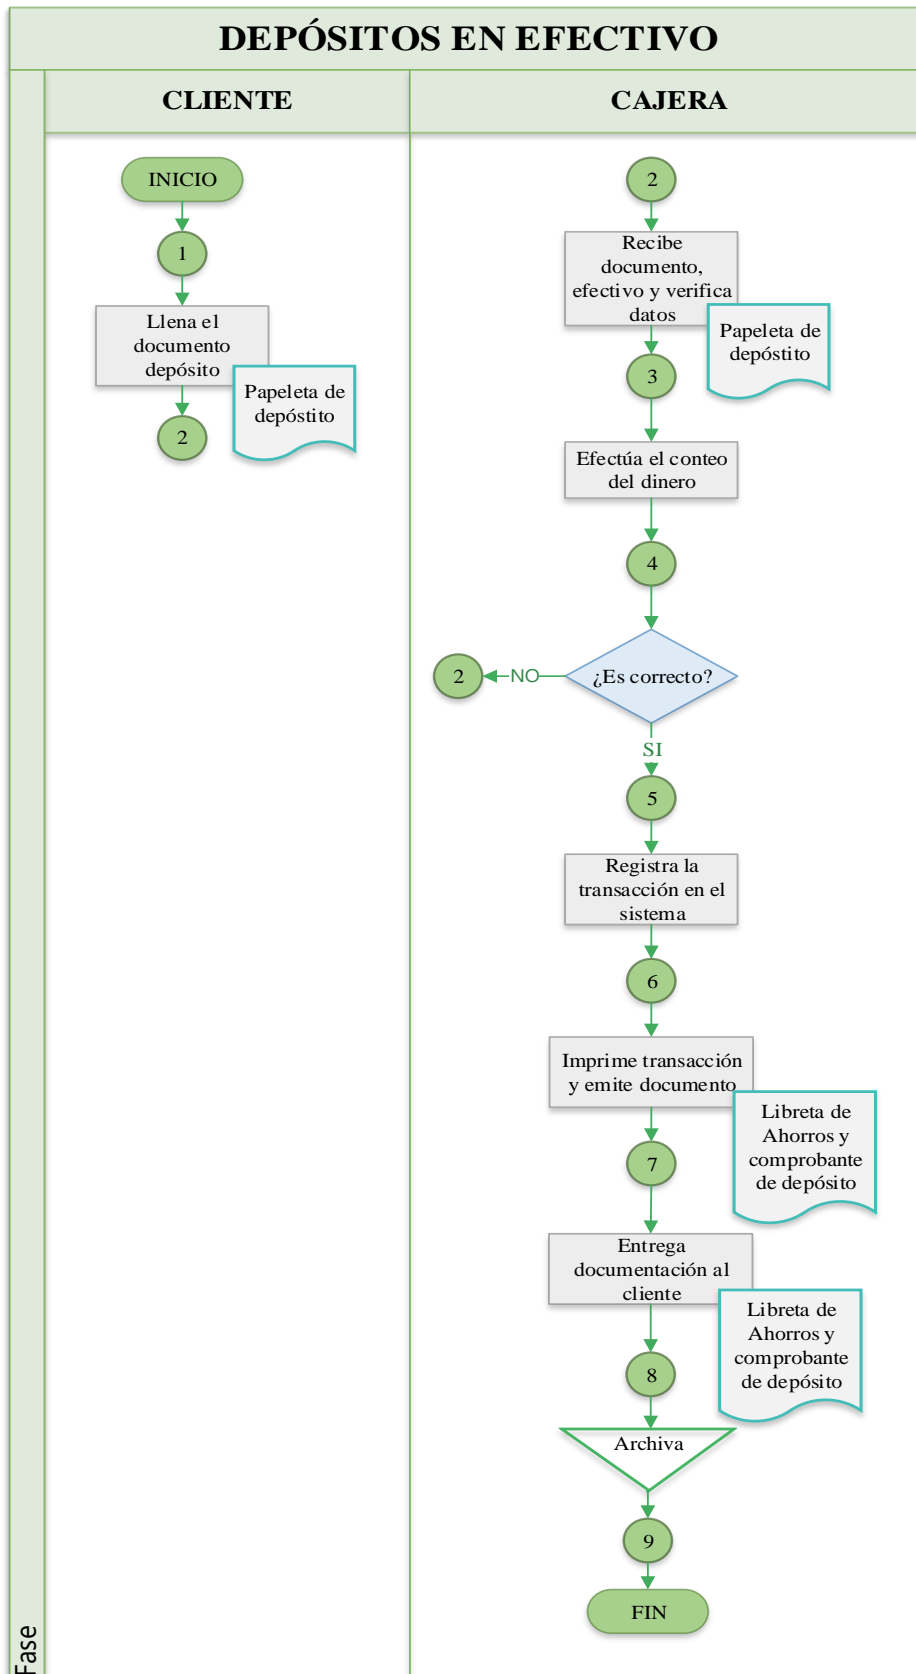 DEPÓSITOS EN EFECTIVO
CLIENTE
CAJERA
INICIO
1
Llena el
documento
depósito
Papeleta de
depóstito
2
2
Recibe
documento,
efectivo y verifica
datos
Papeleta de
depóstito
3
Efectúa el conteo
del dinero
4
¿Es correcto?
NO
2
SI
5
Registra la
transacción en el
sistema
6
Imprime transacción
y emite documento
Libreta de
Ahorros y
comprobante
de depósito
7
Entrega
documentación al
cliente
Libreta de
Ahorros y
comprobante
de depósito
8
Archiva
9
FIN
Fase